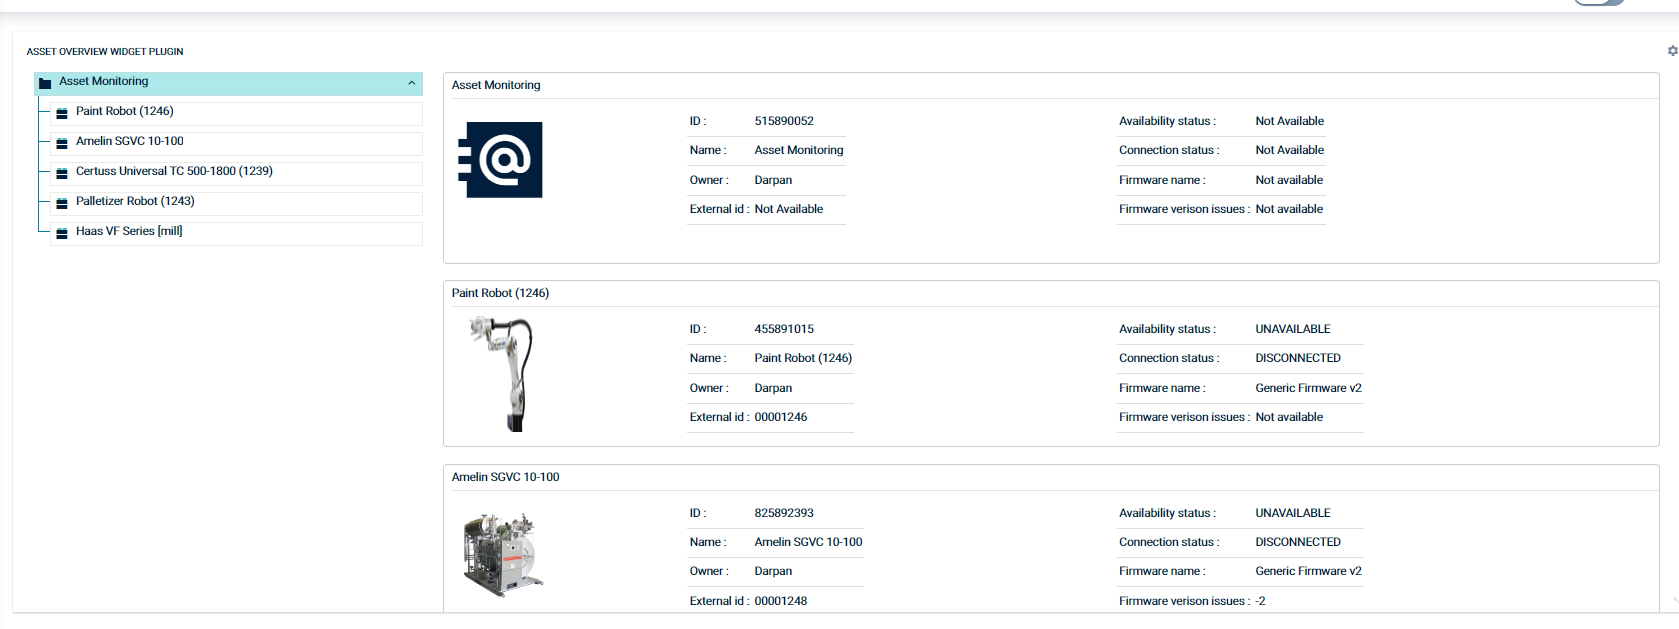 ASSET OVERVIEW WIDGET PLUGIN
Asset Monitoring
Paint Robot (1246)
Amelin SGVC 10-100
Certuss Universal TC 500-1800 (1239)
Palletizer Robot (1243)
Haas VF Series [mill]
Asset Monitoring
ID : 515890052
Name : Asset Monitoring
Owner : Darpan
External id : Not Available
Availability status : Not Available
Connection status : Not Available
Firmware name : Not available
Firmware verison issues : Not available
Paint Robot (1246)
ID : 455891015
Name : Paint Robot (1246)
Owner : Darpan
External id : 00001246
Availability status : UNAVAILABLE
Connection status : DISCONNECTED
Firmware name : Generic Firmware v2
Firmware verison issues : Not available
Amelin SGVC 10-100
ID : 825892393
Name : Amelin SGVC 10-100
Owner : Darpan
External id : 00001248
Availability status : UNAVAILABLE
Connection status : DISCONNECTED
Firmware name : Generic Firmware v2
Firmware verison issues : -2